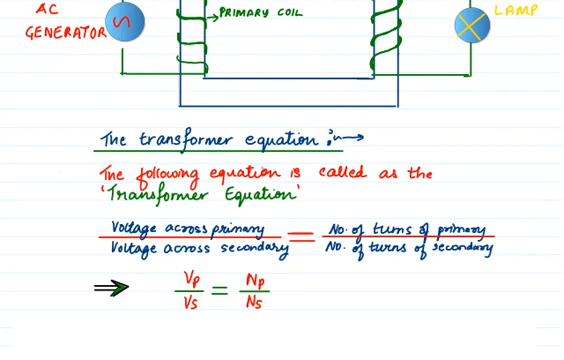 AC
GENERATOR
PRIMARY COIL
LAMP
The transformer equation :~→
The following equation is called as the
'Transformer Equation'
Voltage across primary / Voltage across secondary = No. of turns of primary / No. of turns of secondary
⇒ Vp / Vs = Np / Ns